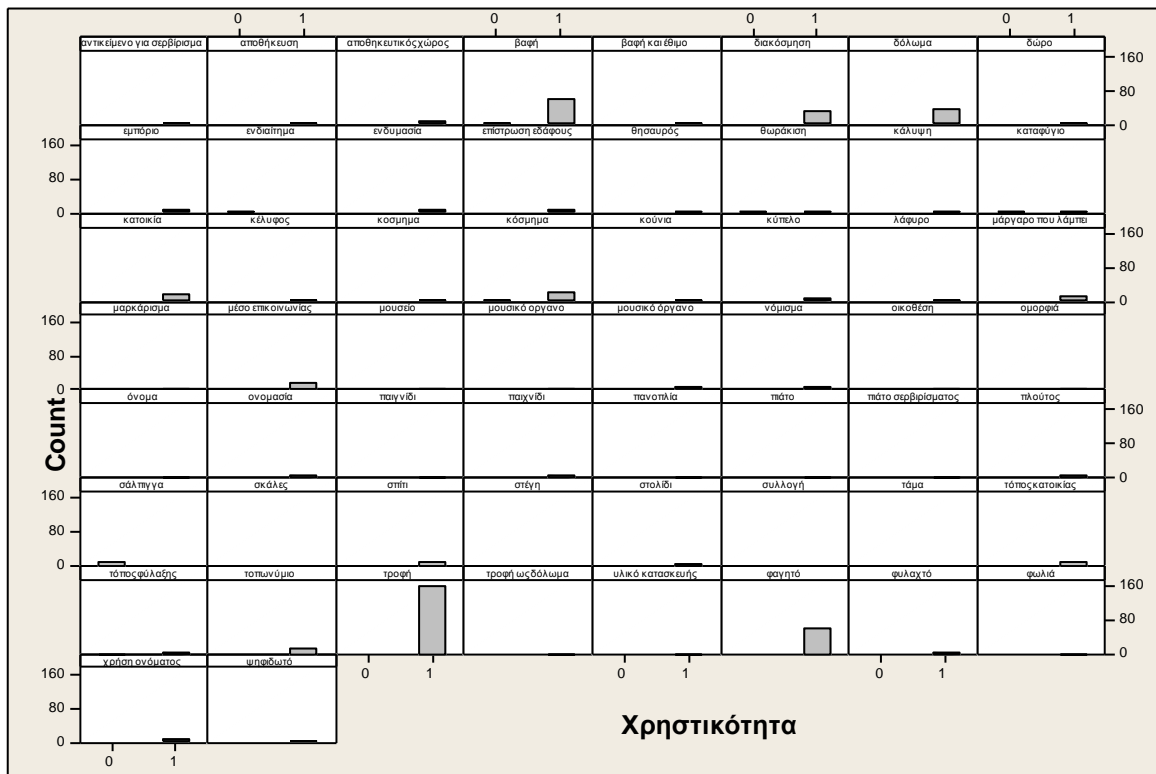 0 1 0 1 0 1 0 1
αντικείμενο για σερβίρισμα αποθήκευση αποθηκευτικός χώρος βαφή βαφή και έθιμο διακόσμηση δόλωμα δώρο
160
80
0
εμπόριο ενδιαίτημα ενδυμασία επίστρωση εδάφους θησαυρός θωράκιση κάλυψη καταφύγιο
160
80
0
κατοικία κέλυφος κοσμημα κόσμημα κούνια κύπελο λάφυρο μάργαρο που λάμπει
160
80
0
μαρκάρισμα μέσο επικοινωνίας μουσείο μουσικό οργανο μουσικό όργανο νόμισμα οικοθέση ομορφιά
160
80
0
όνομα ονομασία παιγνίδι παιχνίδι πανοπλία πιάτο πιάτο σερβιρίσματος πλούτος
160
80
0
σάλπιγγα σκάλες σπίτι στέγη στολίδι συλλογή τάμα τόπος κατοικίας
160
80
0
τόπος φύλαξης τοπωνύμιο τροφή τροφή ως δόλωμα υλικό κατασκευής φαγητό φυλαχτό φωλιά
160
80
0
χρήση ονόματος ψηφιδωτό
160
80
0
0 1 0 1 0 1
0 1
Count
Χρηστικότητα